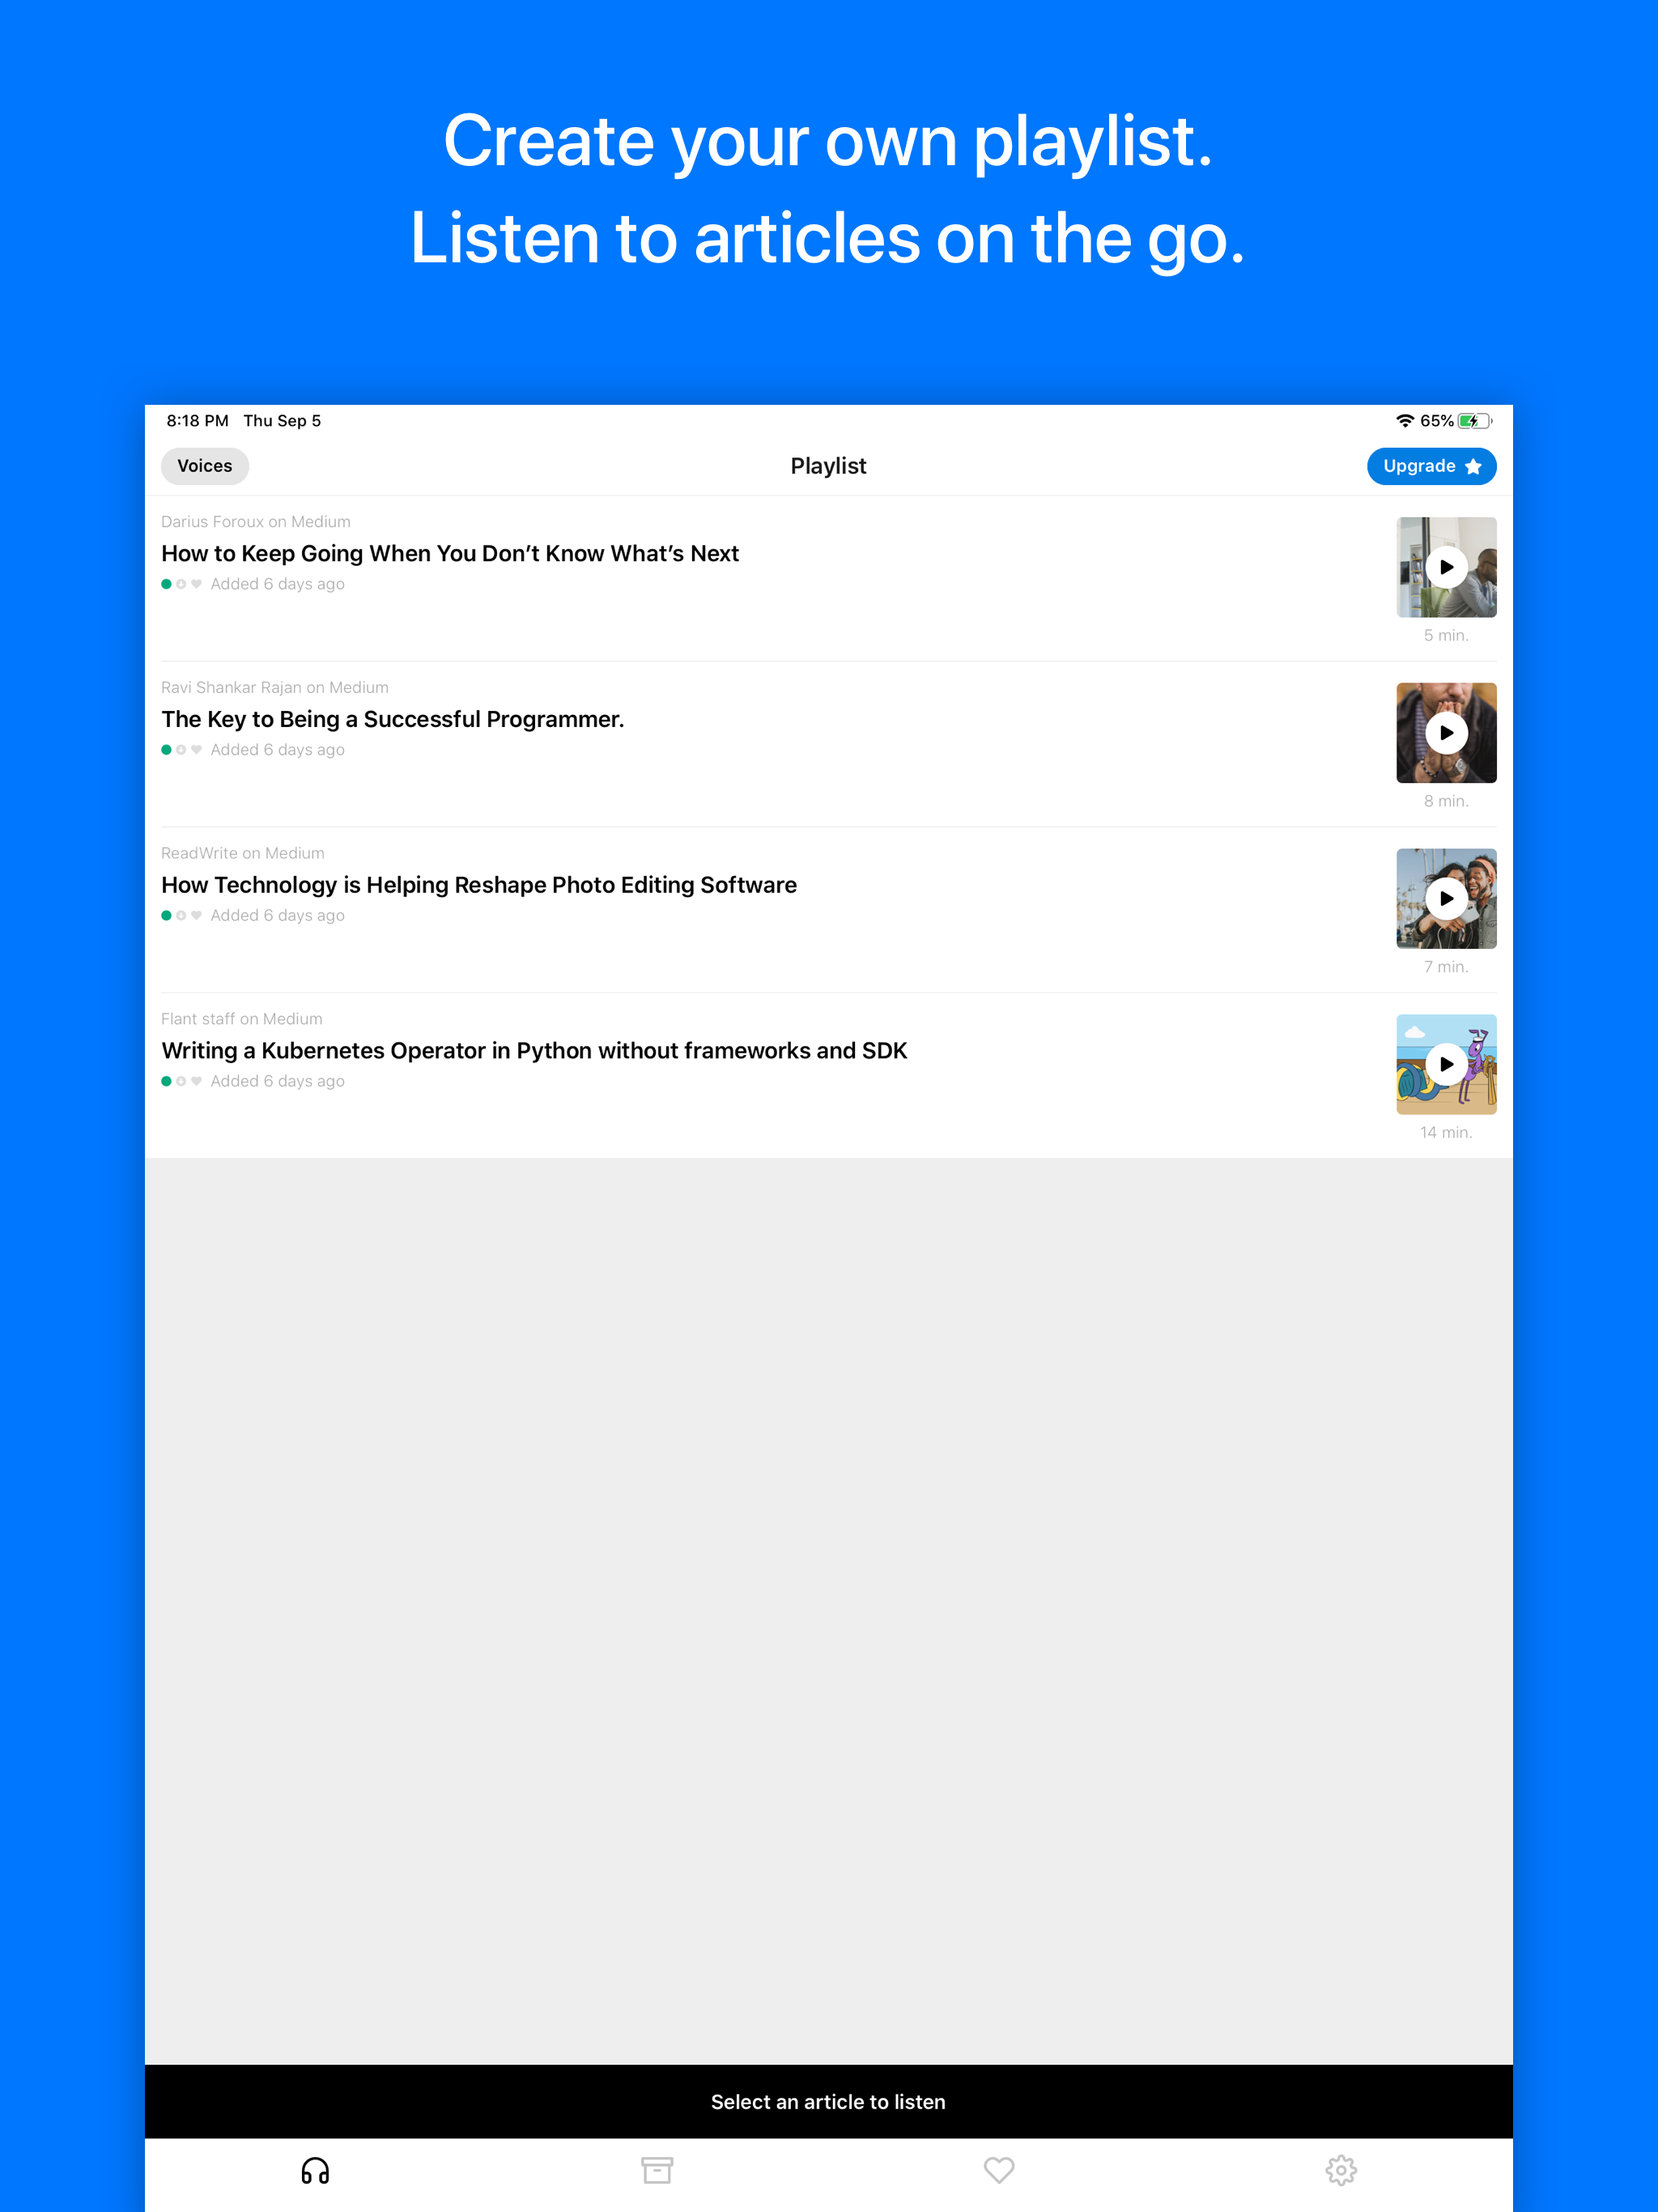 Create your own playlist.
Listen to articles on the go.
8:18 PM Thu Sep 5
65%
Voices
Playlist
Upgrade
Darius Foroux on Medium
How to Keep Going When You Don’t Know What’s Next
Added 6 days ago
5 min.
Ravi Shankar Rajan on Medium
The Key to Being a Successful Programmer.
Added 6 days ago
8 min.
ReadWrite on Medium
How Technology is Helping Reshape Photo Editing Software
Added 6 days ago
7 min.
Flant staff on Medium
Writing a Kubernetes Operator in Python without frameworks and SDK
Added 6 days ago
14 min.
Select an article to listen